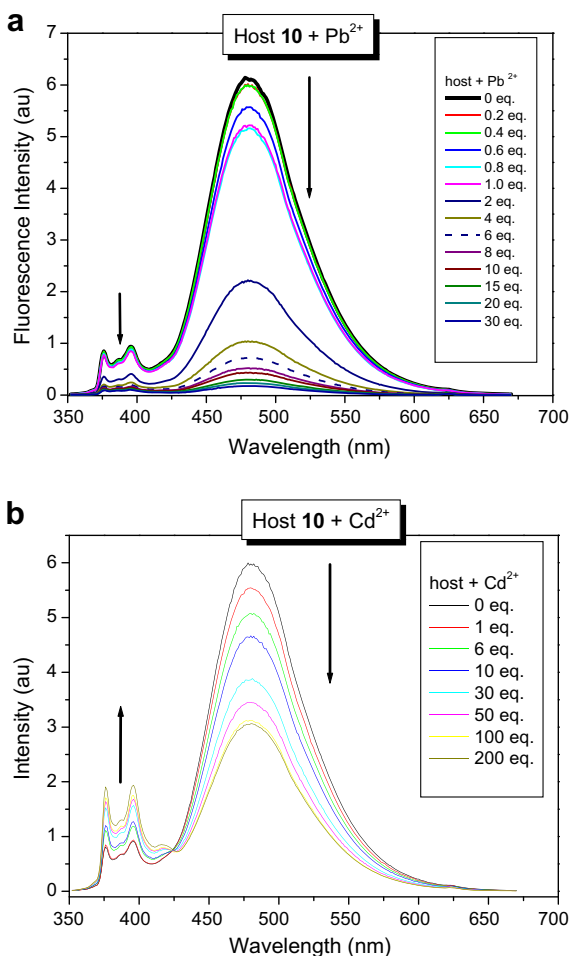 a
Host 10 + Pb²⁺
Fluorescence Intensity (au)
7
6
5
4
3
2
1
0
host + Pb²⁺
0 eq.
0.2 eq.
0.4 eq.
0.6 eq.
0.8 eq.
1.0 eq.
2 eq.
4 eq.
6 eq.
8 eq.
10 eq.
15 eq.
20 eq.
30 eq.
350 400 450 500 550 600 650 700
Wavelength (nm)
b
Host 10 + Cd²⁺
Intensity (au)
6
5
4
3
2
1
0
host + Cd²⁺
0 eq.
1 eq.
6 eq.
10 eq.
30 eq.
50 eq.
100 eq.
200 eq.
350 400 450 500 550 600 650 700
Wavelength (nm)